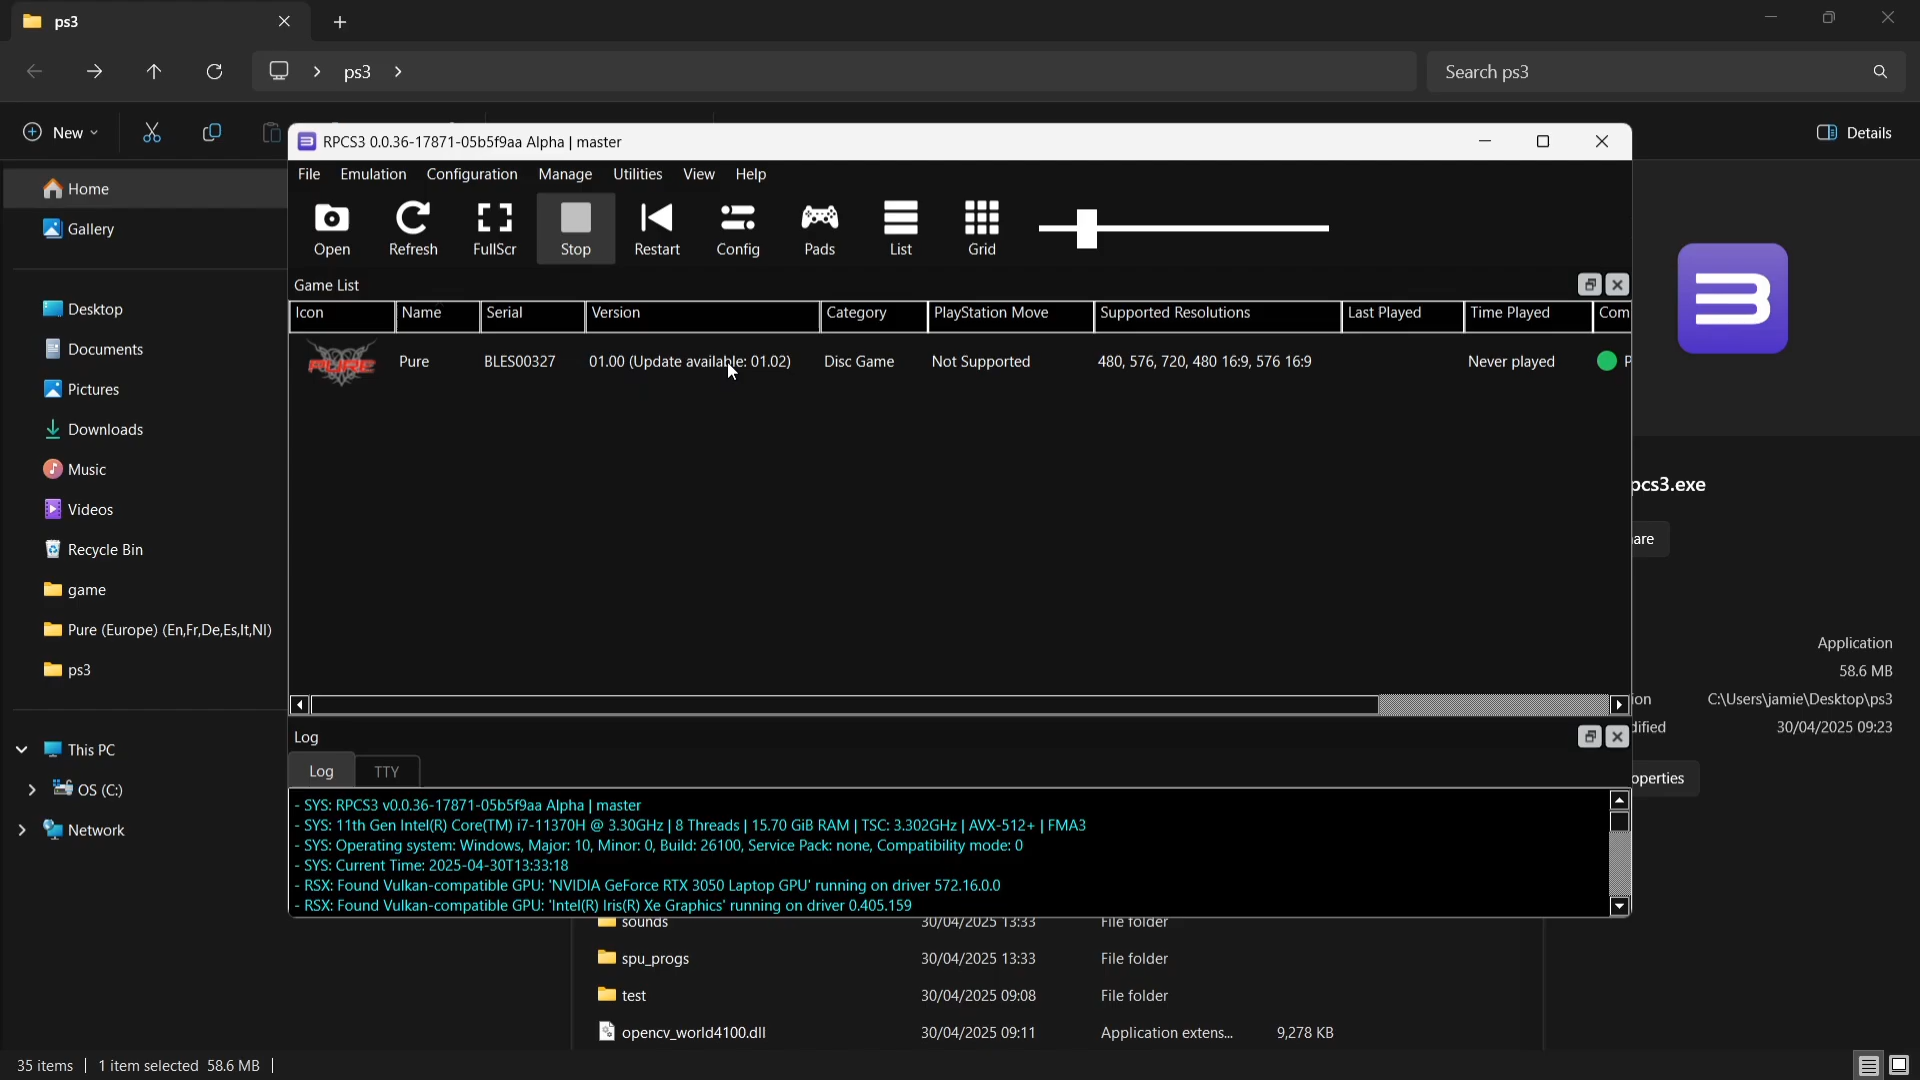 ps3
ps3
Search ps3
New
Details
RPCS3 0.0.36-17871-05b5f9aa Alpha | master
File Emulation Configuration Manage Utilities View Help
Open Refresh FullScr Stop Restart Config Pads List Grid
Game List
Icon Name Serial Version Category PlayStation Move Supported Resolutions Last Played Time Played Com
PURE Pure BLES00327 01.00 (Update available: 01.02) Disc Game Not Supported 480, 576, 720, 480 16:9, 576 16:9 Never played P
Home
Gallery
Desktop
Documents
Pictures
Downloads
Music
Videos
Recycle Bin
game
Pure (Europe) (En,Fr,De,Es,It,Nl)
ps3
This PC
OS (C:)
Network
Log
Log TTY
- SYS: RPCS3 v0.0.36-17871-05b5f9aa Alpha | master
- SYS: 11th Gen Intel(R) Core(TM) i7-11370H @ 3.30GHz | 8 Threads | 15.70 GiB RAM | TSC: 3.302GHz | AVX-512+ | FMA3
- SYS: Operating system: Windows, Major: 10, Minor: 0, Build: 26100, Service Pack: none, Compatibility mode: 0
- SYS: Current Time: 2025-04-30T13:33:18
- RSX: Found Vulkan-compatible GPU: 'NVIDIA GeForce RTX 3050 Laptop GPU' running on driver 572.16.0.0
- RSX: Found Vulkan-compatible GPU: 'Intel(R) Iris(R) Xe Graphics' running on driver 0.405.159
pcs3.exe
are
Application
58.6 MB
ion C:\Users\jamie\Desktop\ps3
dified 30/04/2025 09:23
operties
sounds 30/04/2025 13:33 File folder
spu_progs 30/04/2025 13:33 File folder
test 30/04/2025 09:08 File folder
opencv_world4100.dll 30/04/2025 09:11 Application extens... 9,278 KB
35 items 1 item selected 58.6 MB